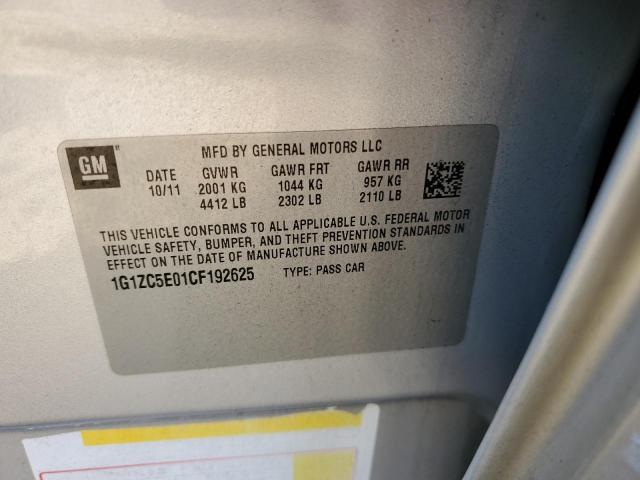 GM
MFD BY GENERAL MOTORS LLC
DATE GVWR GAWR FRT GAWR RR
10/11 2001 KG 1044 KG 957 KG
4412 LB 2302 LB 2110 LB
THIS VEHICLE CONFORMS TO ALL APPLICABLE U.S. FEDERAL MOTOR
VEHICLE SAFETY, BUMPER, AND THEFT PREVENTION STANDARDS IN
EFFECT ON THE DATE OF MANUFACTURE SHOWN ABOVE.
1G1ZC5E01CF192625 TYPE: PASS CAR